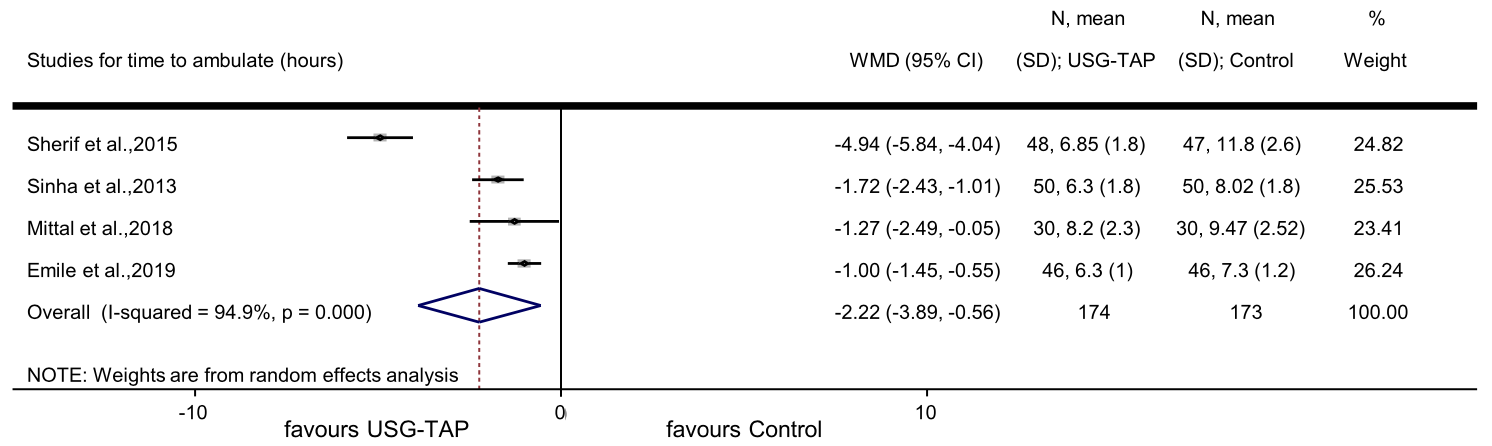 N, mean N, mean %
Studies for time to ambulate (hours) WMD (95% CI) (SD); USG-TAP (SD); Control Weight
Sherif et al.,2015 -4.94 (-5.84, -4.04) 48, 6.85 (1.8) 47, 11.8 (2.6) 24.82
Sinha et al.,2013 -1.72 (-2.43, -1.01) 50, 6.3 (1.8) 50, 8.02 (1.8) 25.53
Mittal et al.,2018 -1.27 (-2.49, -0.05) 30, 8.2 (2.3) 30, 9.47 (2.52) 23.41
Emile et al.,2019 -1.00 (-1.45, -0.55) 46, 6.3 (1) 46, 7.3 (1.2) 26.24
Overall (I-squared = 94.9%, p = 0.000) -2.22 (-3.89, -0.56) 174 173 100.00
NOTE: Weights are from random effects analysis
-10 0 10
favours USG-TAP favours Control